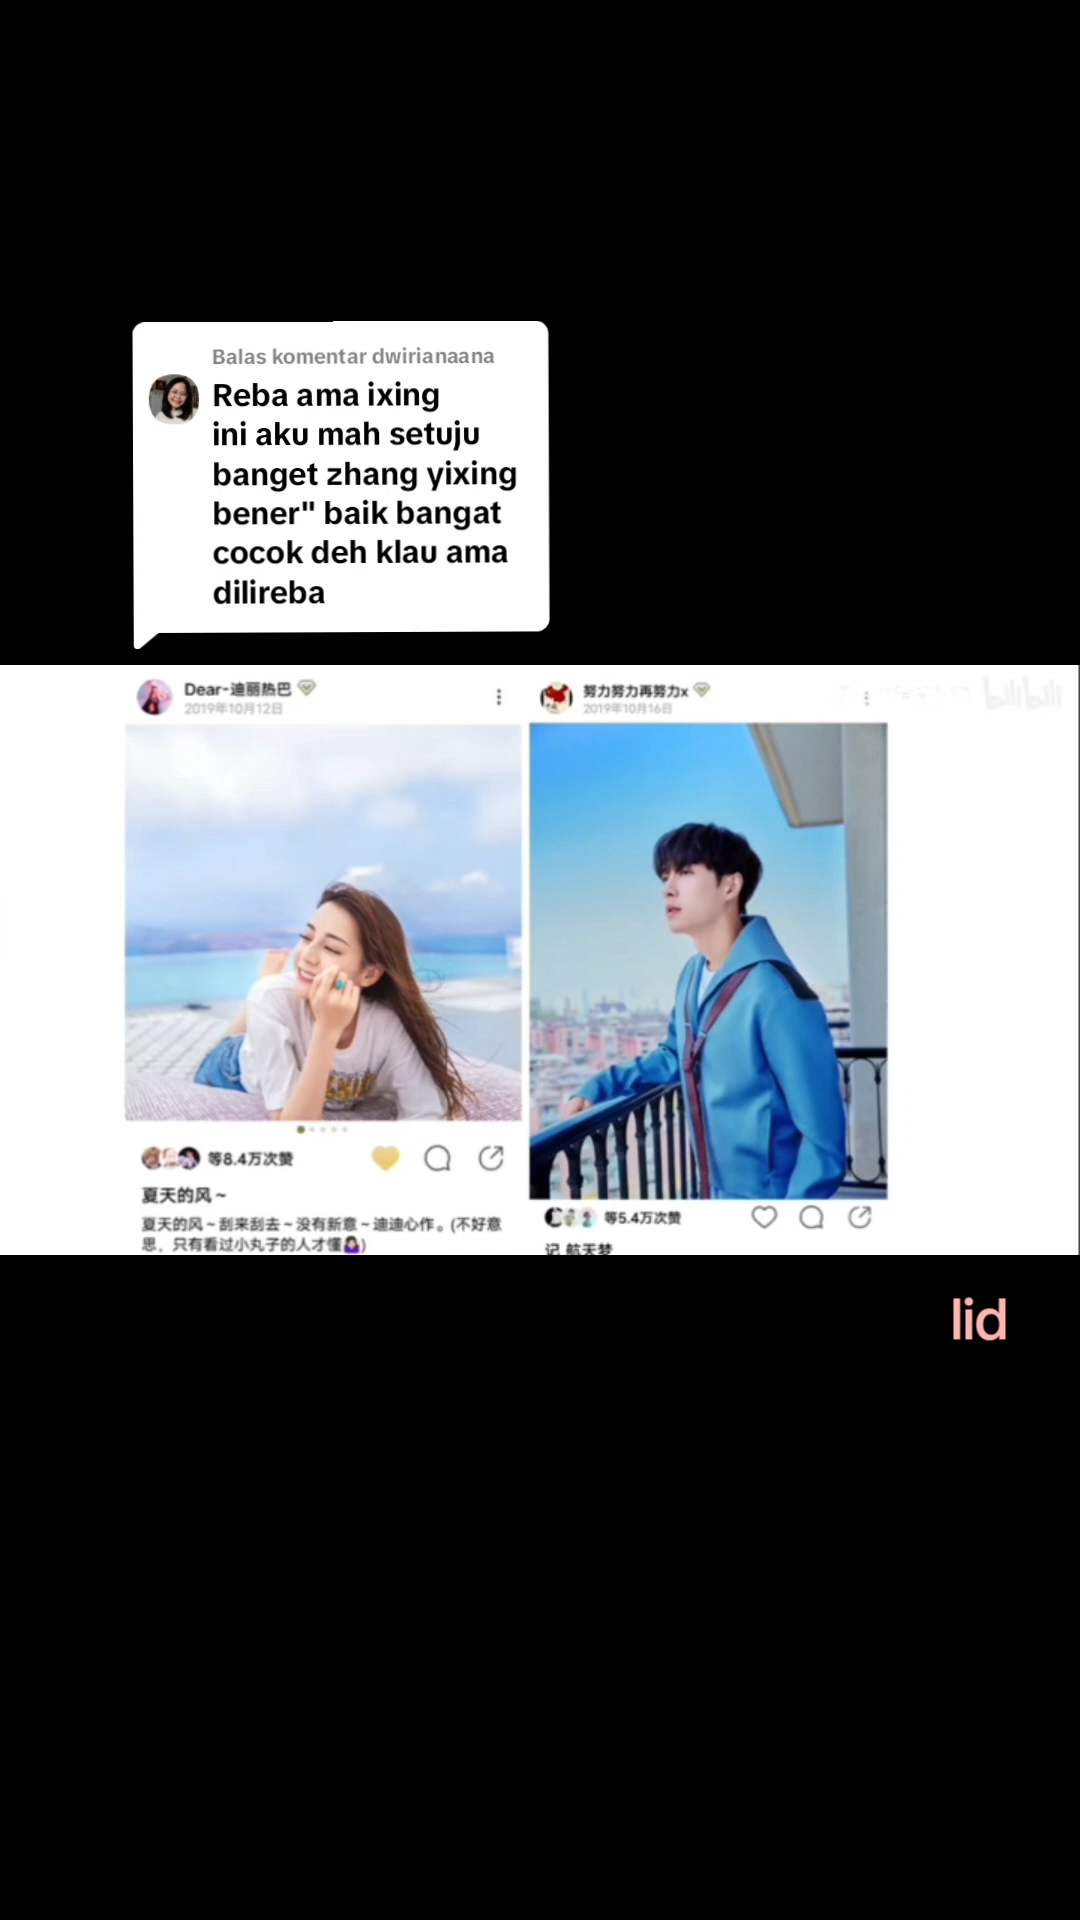 Balas komentar dwirianaana
Reba ama ixing
ini aku mah setuju
banget zhang yixing
bener" baik bangat
cocok deh klau ama
dilireba
Dear-迪丽热巴
2019年10月12日
等8.4万次赞
夏天的风~
夏天的风~刮来刮去~没有新意~迪迪心作。(不好意
思，只有看过小丸子的人才懂🤷🏻‍♀️)
努力努力再努力x
2019年10月16日
bilibili
等5.4万次赞
记 航天梦
lid